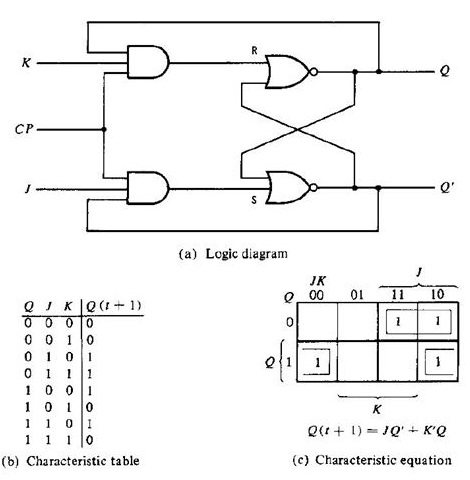 K
R
Q
CP
J
S
Q'
(a) Logic diagram
Q J K Q(t + 1)
0 0 0 0
0 0 1 0
0 1 0 1
0 1 1 1
1 0 0 1
1 0 1 0
1 1 0 1
1 1 1 0
(b) Characteristic table
JK J
Q 00 01 11 10
0 1 1
Q 1 1 1
K
Q(t + 1) = JQ' + K'Q
(c) Characteristic equation